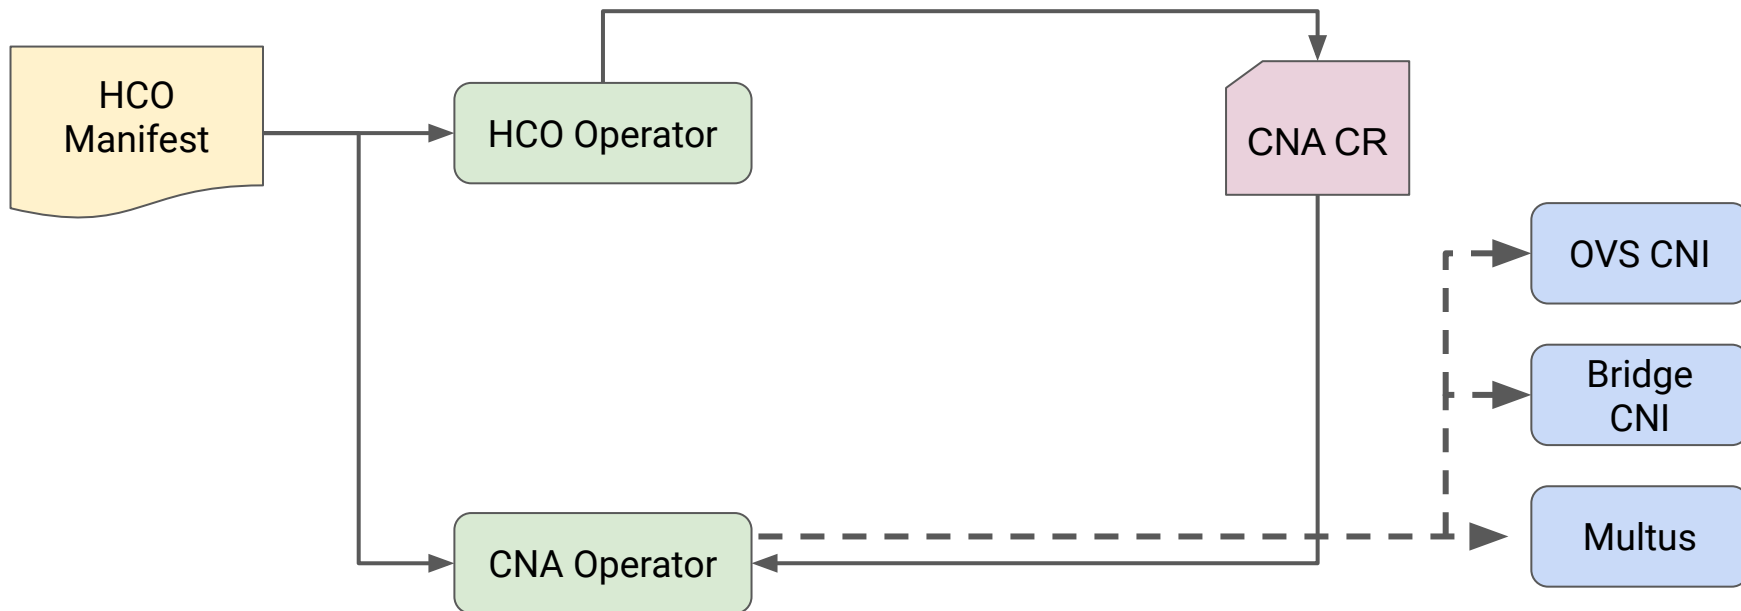 HCO
Manifest
HCO Operator
CNA CR
OVS CNI
Bridge
CNI
CNA Operator
Multus